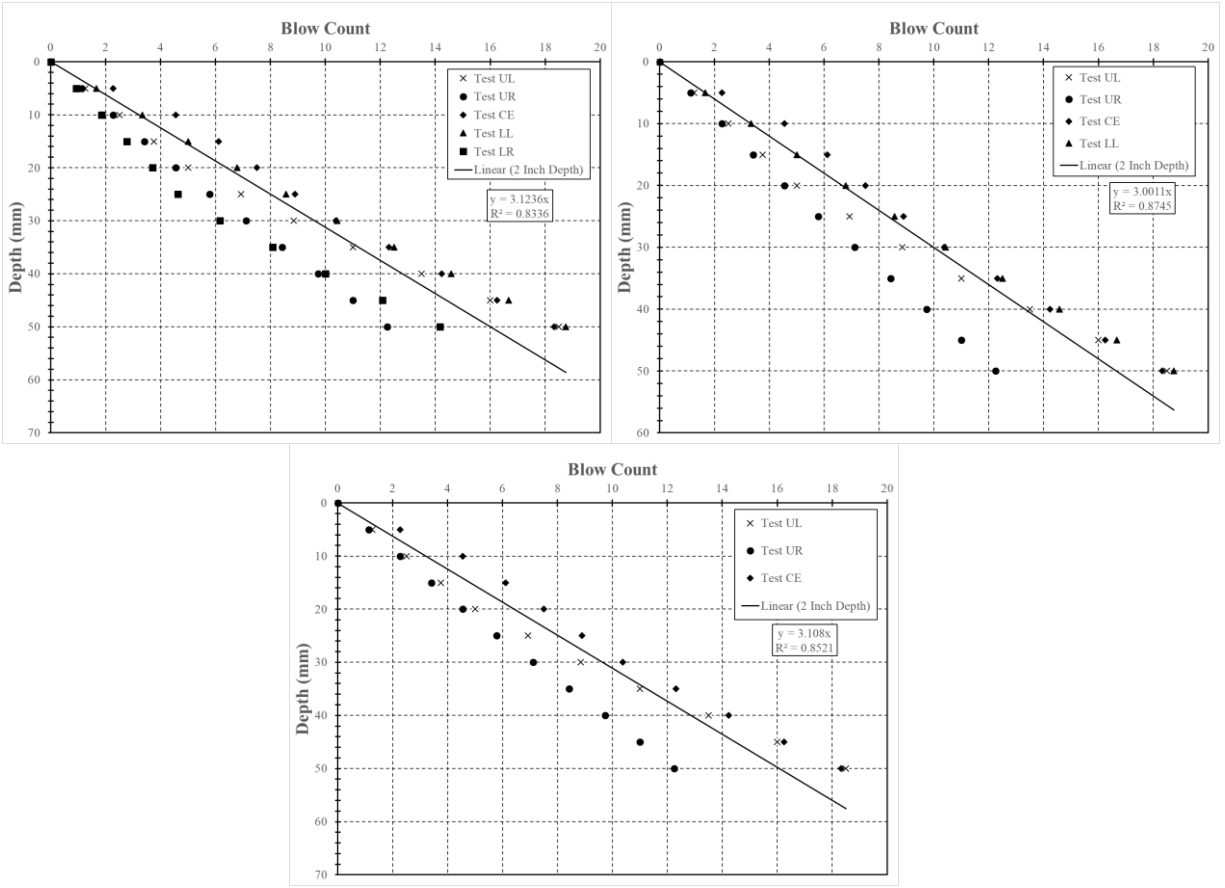 Blow Count
0 2 4 6 8 10 12 14 16 18 20
0
10
20
30
40
50
60
70
Depth (mm)
Test UL
Test UR
Test CE
Test LL
Test LR
Linear (2 Inch Depth)
y = 3.1236x
R² = 0.8336
Blow Count
0 2 4 6 8 10 12 14 16 18 20
0
10
20
30
40
50
60
Depth (mm)
Test UL
Test UR
Test CE
Test LL
Linear (2 Inch Depth)
y = 3.0011x
R² = 0.8745
Blow Count
0 2 4 6 8 10 12 14 16 18 20
0
10
20
30
40
50
60
70
Depth (mm)
Test UL
Test UR
Test CE
Linear (2 Inch Depth)
y = 3.108x
R² = 0.8521